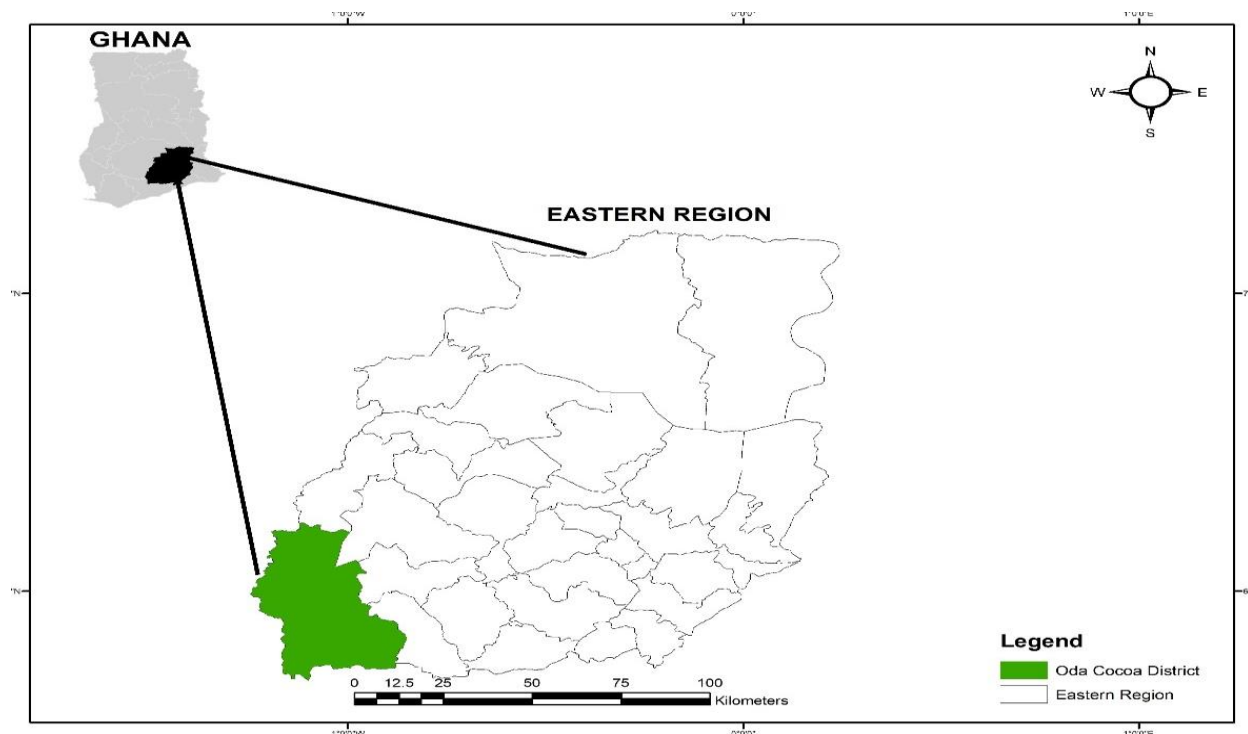 GHANA
N
W E
S
EASTERN REGION
Legend
Oda Cocoa District
Eastern Region
0 12.5 25 50 75 100
Kilometers